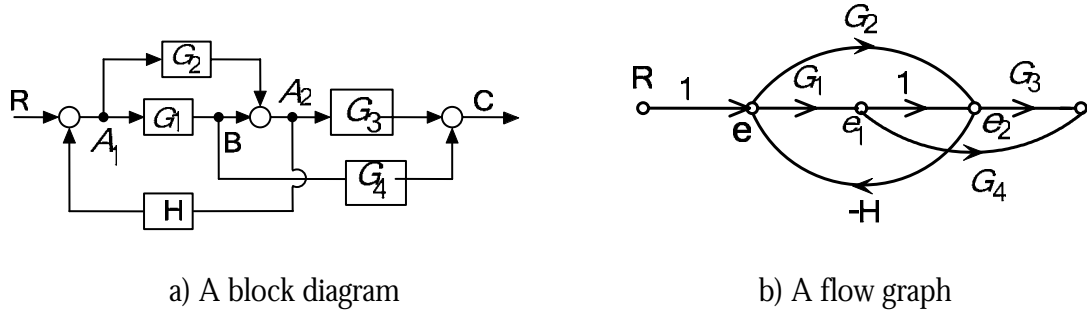 R
A1
G2
G1
B
A2
G3
C
G4
H
a) A block diagram
R
1
e
G2
G1
e1
1
e2
G3
G4
-H
b) A flow graph